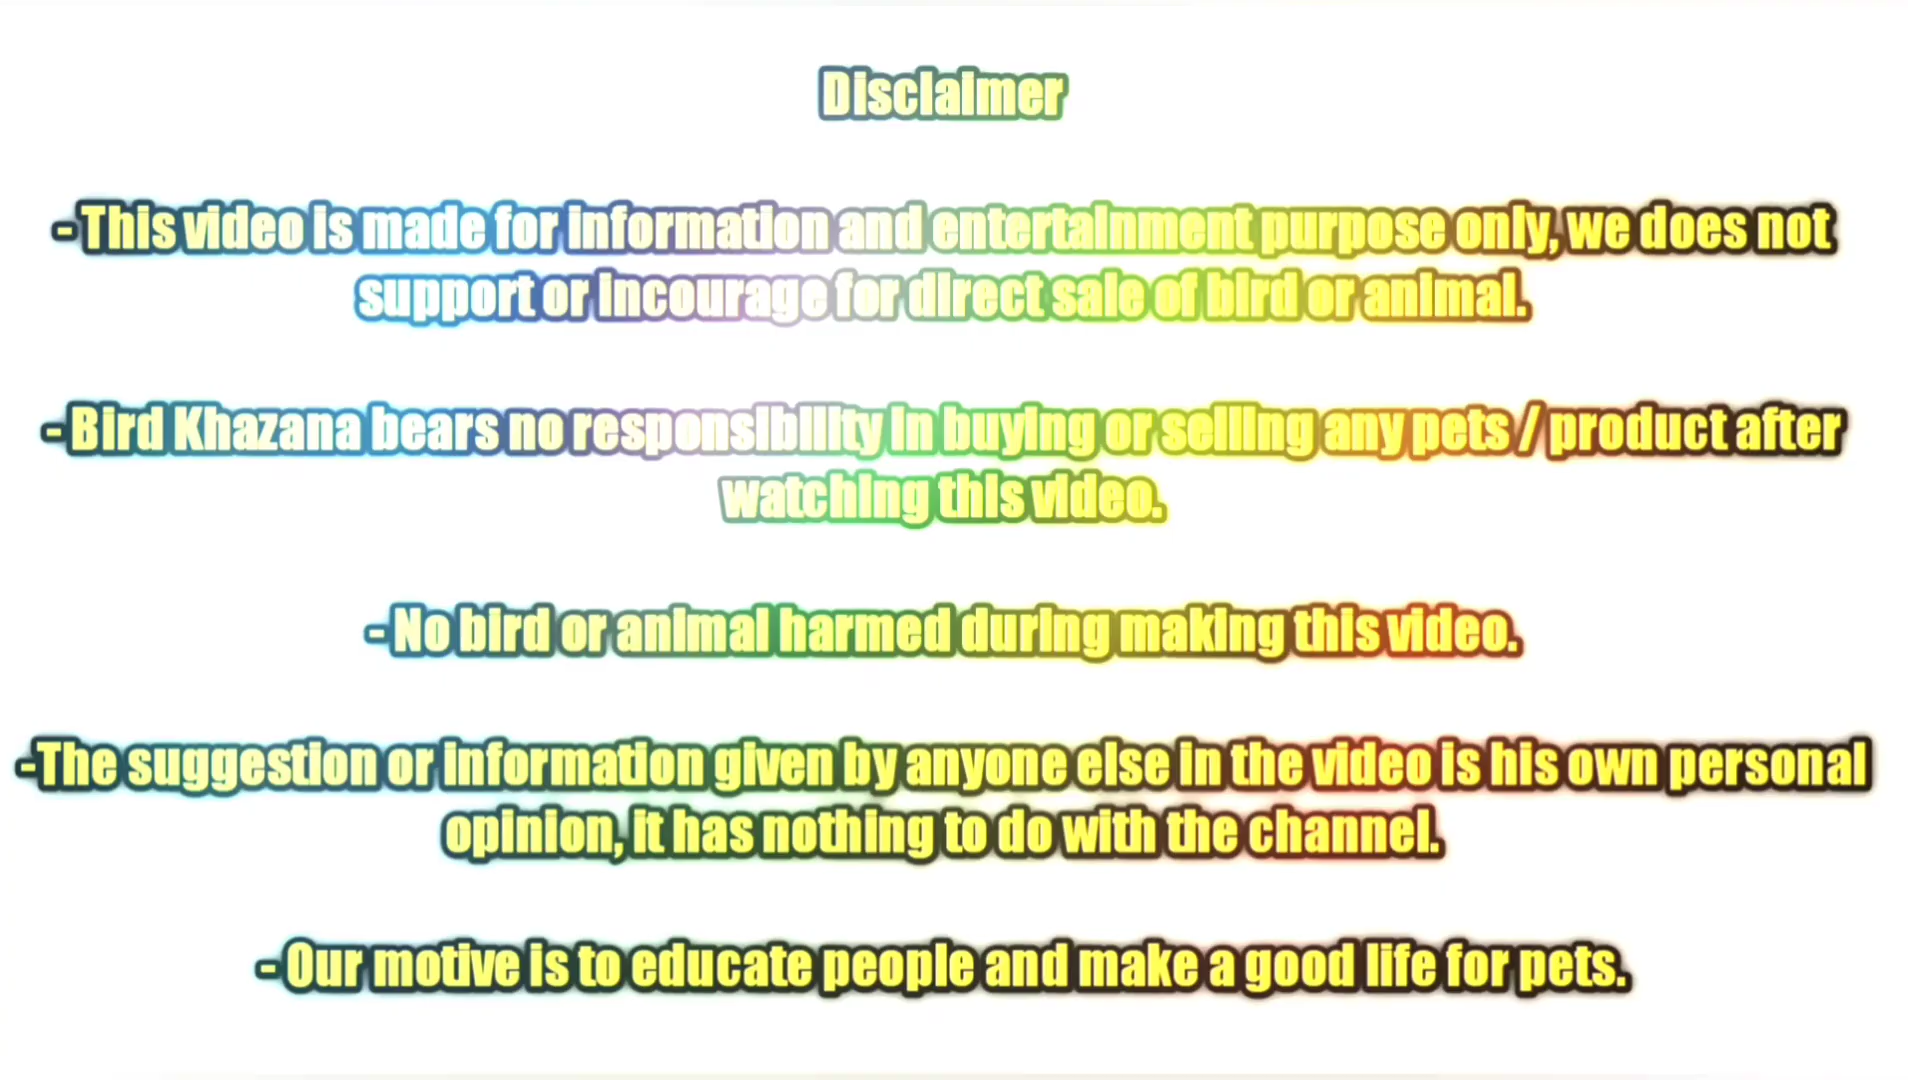 Disclaimer
- This video is made for information and entertainment purpose only, we does not
support or incourage for direct sale of bird or animal.
- Bird Khazana bears no responsibility in buying or selling any pets / product after
watching this video.
- No bird or animal harmed during making this video.
-The suggestion or information given by anyone else in the video is his own personal
opinion, it has nothing to do with the channel.
- Our motive is to educate people and make a good life for pets.